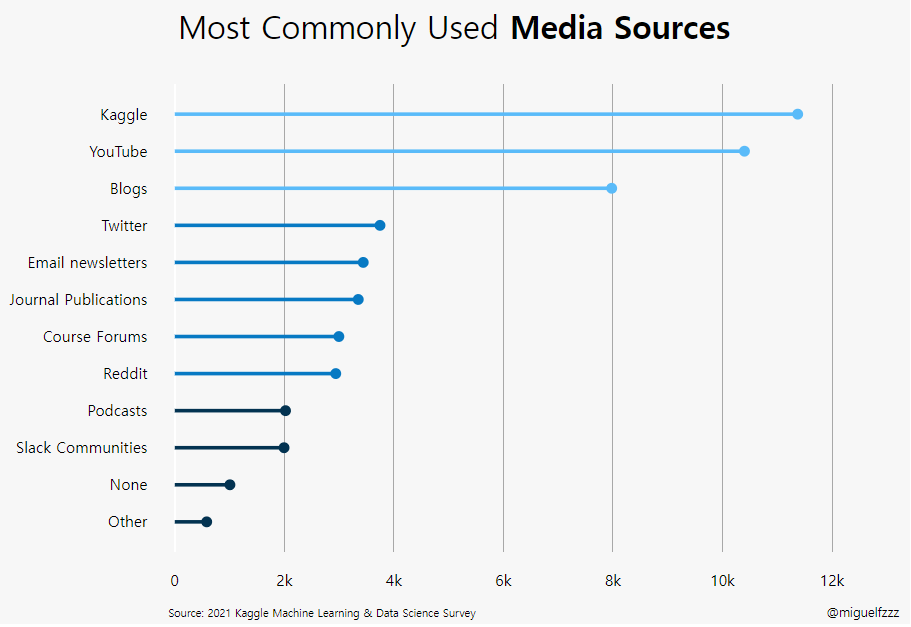 Most Commonly Used Media Sources
Kaggle
YouTube
Blogs
Twitter
Email newsletters
Journal Publications
Course Forums
Reddit
Podcasts
Slack Communities
None
Other
0 2k 4k 6k 8k 10k 12k
Source: 2021 Kaggle Machine Learning & Data Science Survey
@miguelfzzz